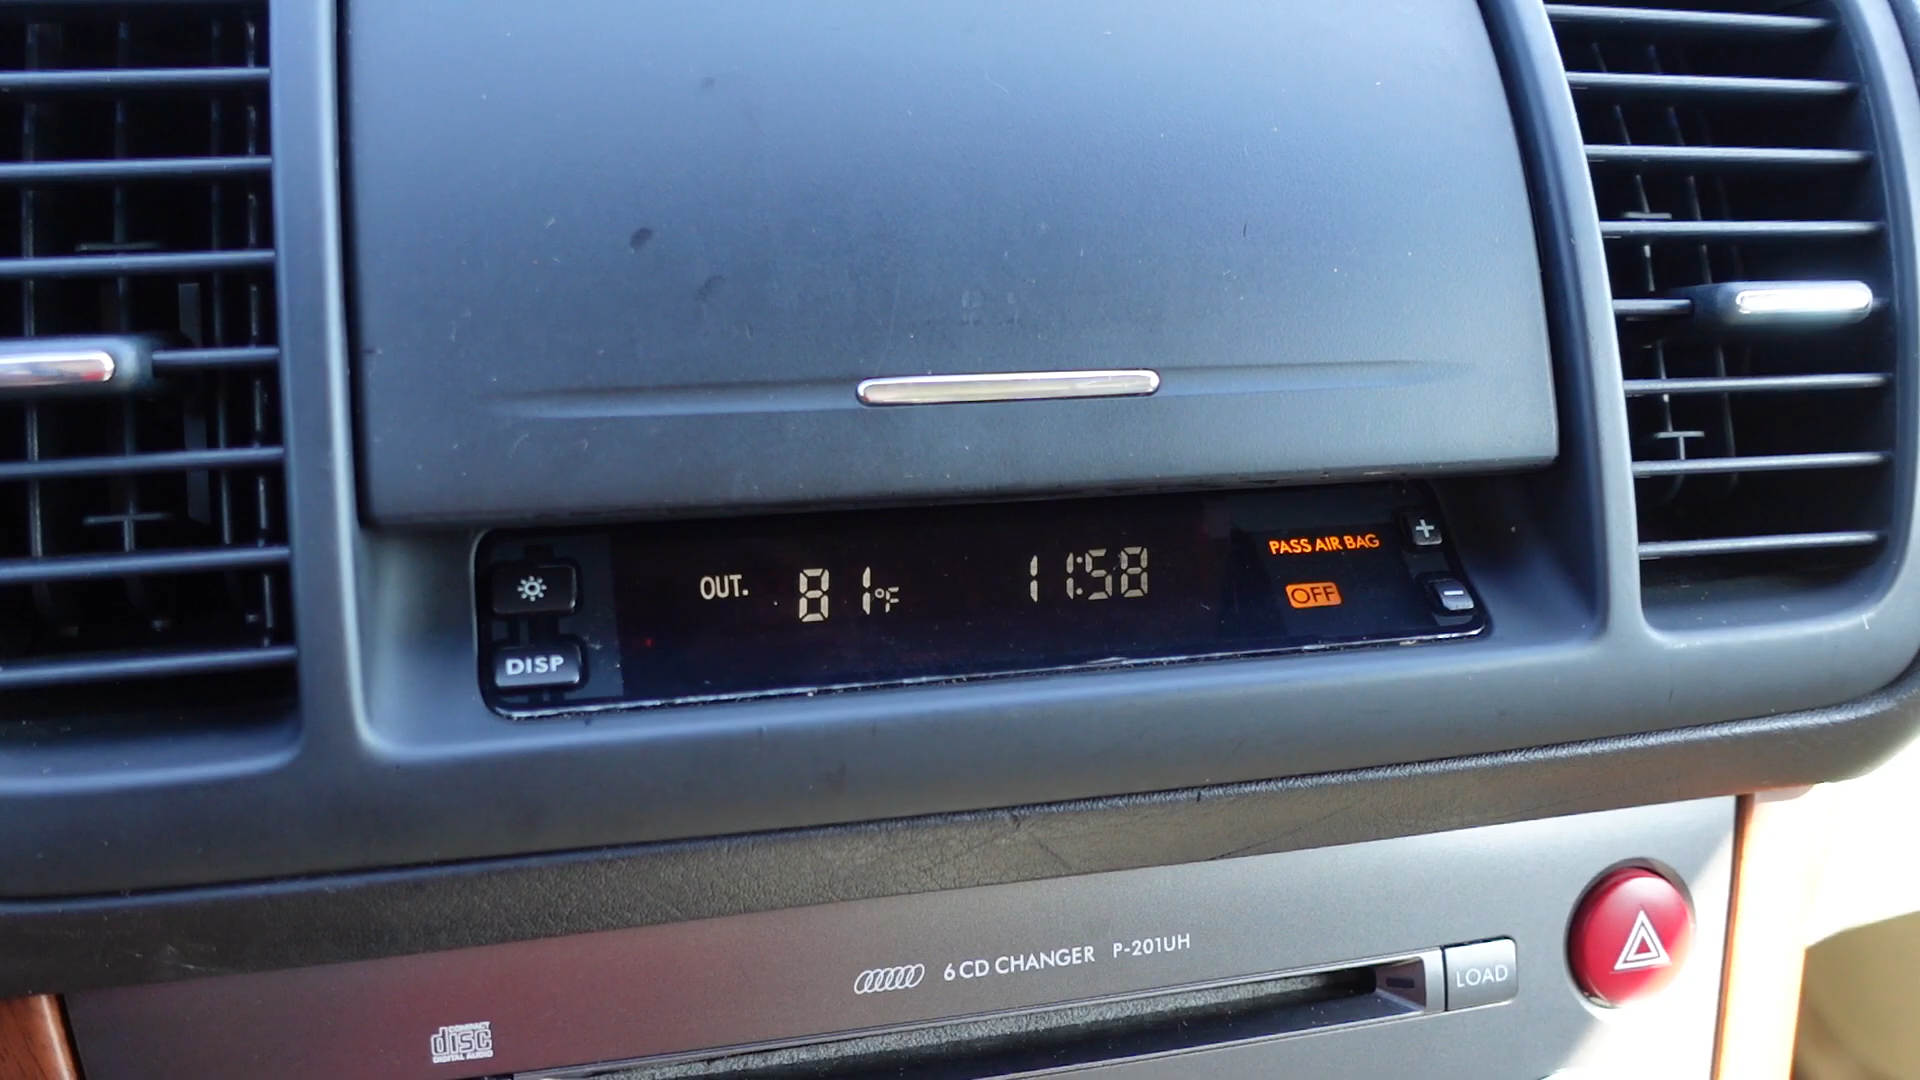 OUT. 81°F 11:58
PASS AIR BAG
OFF
+
-
DISP
6 CD CHANGER P-201UH
LOAD
COMPACT
disc
DIGITAL AUDIO